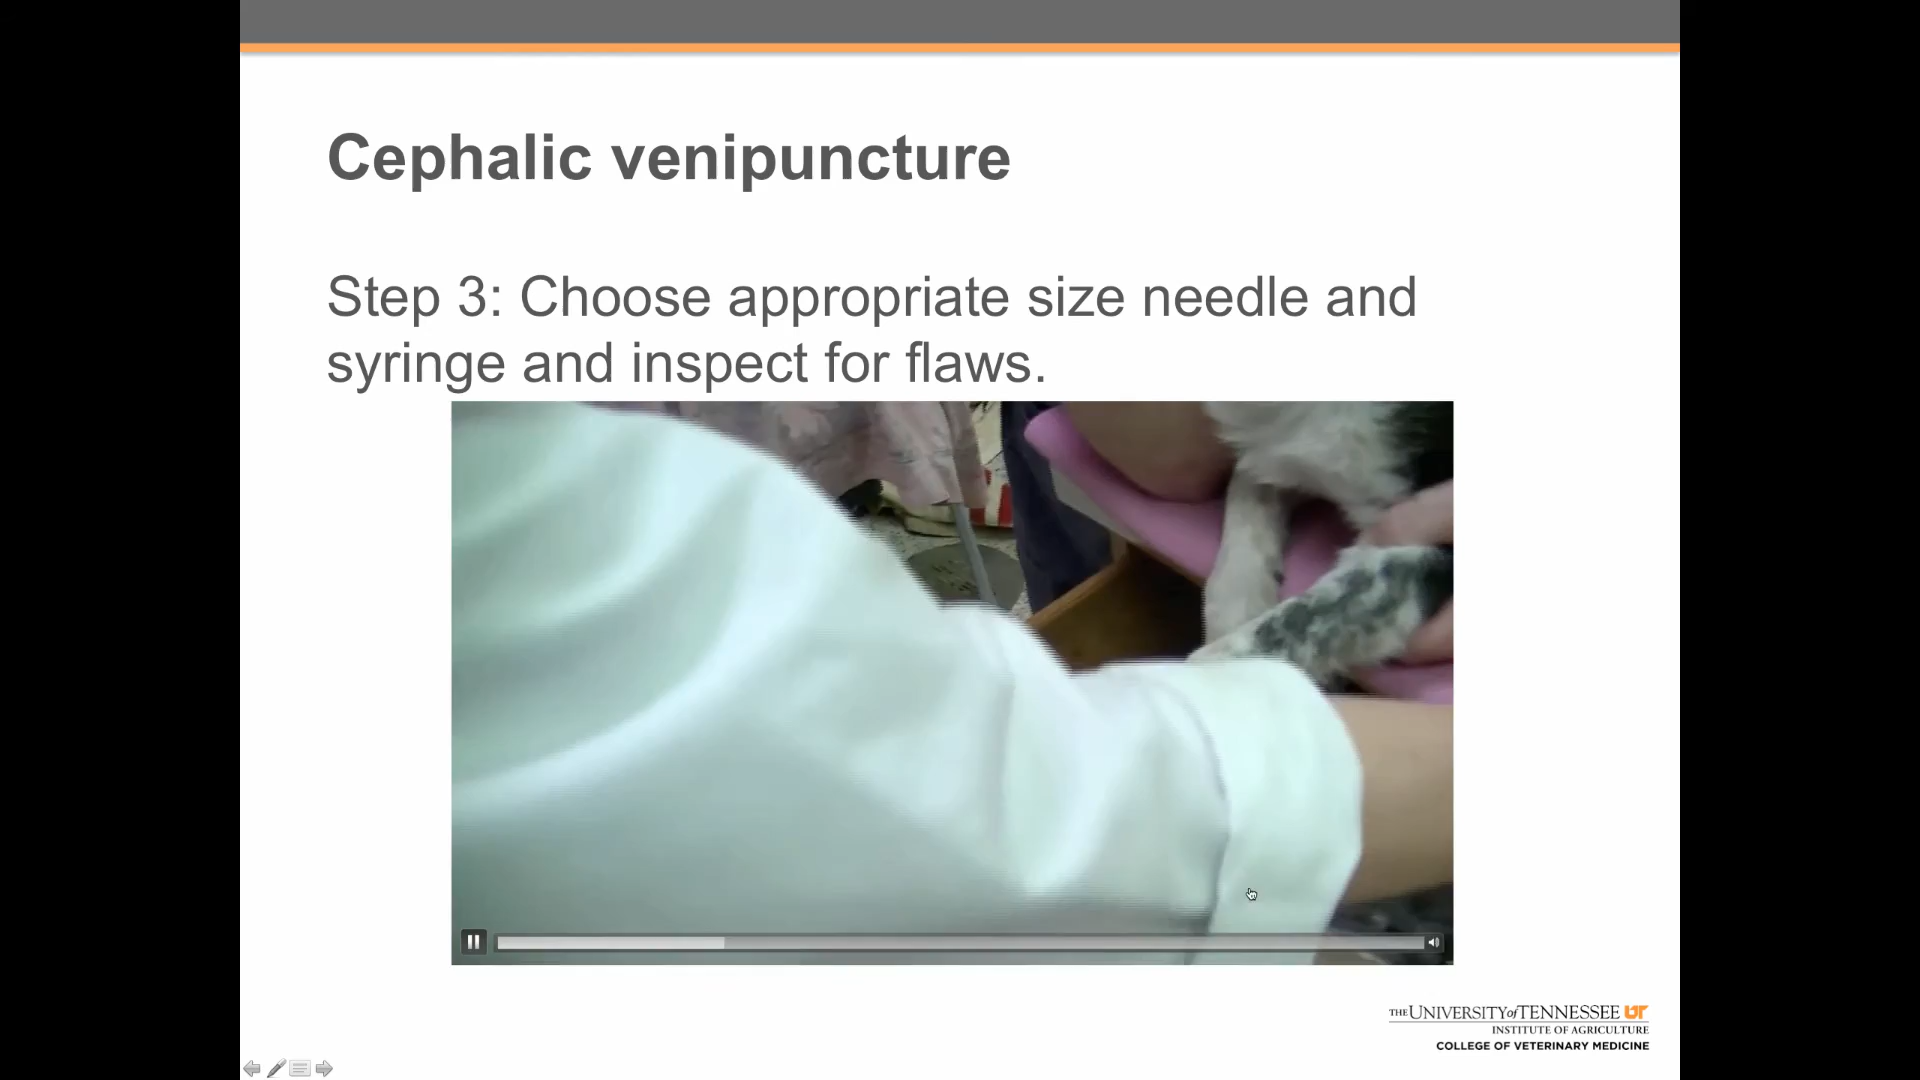 Cephalic venipuncture
Step 3: Choose appropriate size needle and
syringe and inspect for flaws.
THE UNIVERSITY of TENNESSEE UT
INSTITUTE OF AGRICULTURE
COLLEGE OF VETERINARY MEDICINE